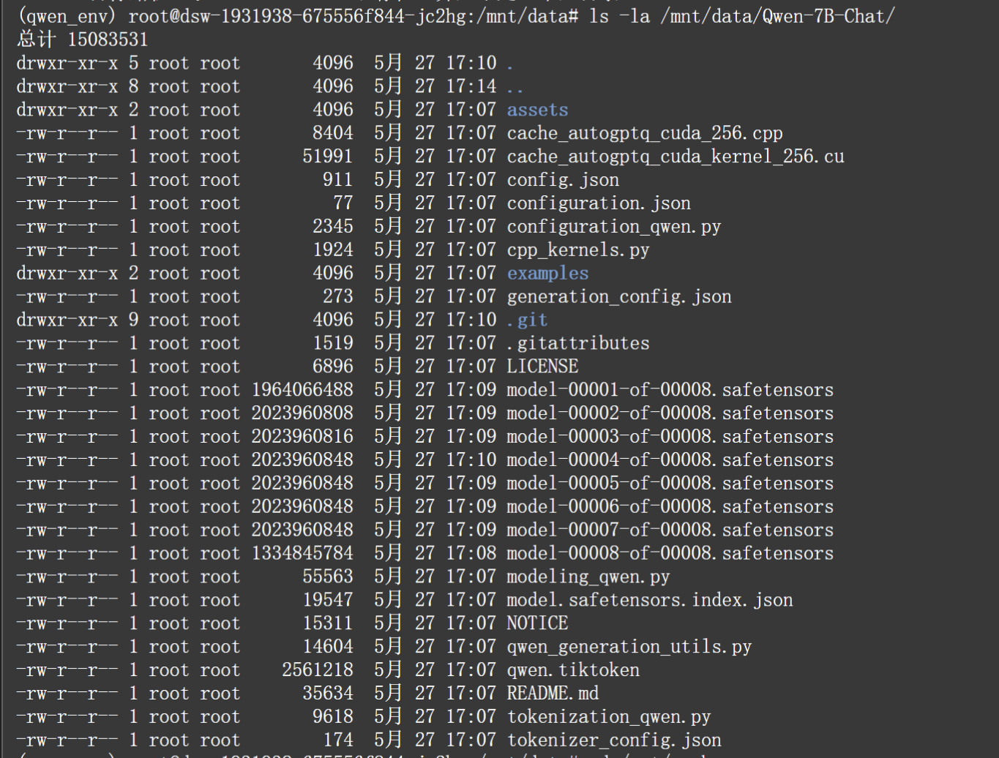 (qwen_env) root@dsw-1931938-675556f844-jc2hg:/mnt/data# ls -la /mnt/data/Qwen-7B-Chat/
总计 15083531
drwxr-xr-x 5 root root 4096 5月 27 17:10 .
drwxr-xr-x 8 root root 4096 5月 27 17:14 ..
drwxr-xr-x 2 root root 4096 5月 27 17:07 assets
-rw-r--r-- 1 root root 8404 5月 27 17:07 cache_autogptq_cuda_256.cpp
-rw-r--r-- 1 root root 51991 5月 27 17:07 cache_autogptq_cuda_kernel_256.cu
-rw-r--r-- 1 root root 911 5月 27 17:07 config.json
-rw-r--r-- 1 root root 77 5月 27 17:07 configuration.json
-rw-r--r-- 1 root root 2345 5月 27 17:07 configuration_qwen.py
-rw-r--r-- 1 root root 1924 5月 27 17:07 cpp_kernels.py
drwxr-xr-x 2 root root 4096 5月 27 17:07 examples
-rw-r--r-- 1 root root 273 5月 27 17:07 generation_config.json
drwxr-xr-x 9 root root 4096 5月 27 17:10 .git
-rw-r--r-- 1 root root 1519 5月 27 17:07 .gitattributes
-rw-r--r-- 1 root root 6896 5月 27 17:07 LICENSE
-rw-r--r-- 1 root root 1964066488 5月 27 17:09 model-00001-of-00008.safetensors
-rw-r--r-- 1 root root 2023960808 5月 27 17:09 model-00002-of-00008.safetensors
-rw-r--r-- 1 root root 2023960816 5月 27 17:09 model-00003-of-00008.safetensors
-rw-r--r-- 1 root root 2023960848 5月 27 17:10 model-00004-of-00008.safetensors
-rw-r--r-- 1 root root 2023960848 5月 27 17:09 model-00005-of-00008.safetensors
-rw-r--r-- 1 root root 2023960848 5月 27 17:09 model-00006-of-00008.safetensors
-rw-r--r-- 1 root root 2023960848 5月 27 17:09 model-00007-of-00008.safetensors
-rw-r--r-- 1 root root 1334845784 5月 27 17:08 model-00008-of-00008.safetensors
-rw-r--r-- 1 root root 55563 5月 27 17:07 modeling_qwen.py
-rw-r--r-- 1 root root 19547 5月 27 17:07 model.safetensors.index.json
-rw-r--r-- 1 root root 15311 5月 27 17:07 NOTICE
-rw-r--r-- 1 root root 14604 5月 27 17:07 qwen_generation_utils.py
-rw-r--r-- 1 root root 2561218 5月 27 17:07 qwen.tiktoken
-rw-r--r-- 1 root root 35634 5月 27 17:07 README.md
-rw-r--r-- 1 root root 9618 5月 27 17:07 tokenization_qwen.py
-rw-r--r-- 1 root root 174 5月 27 17:07 tokenizer_config.json